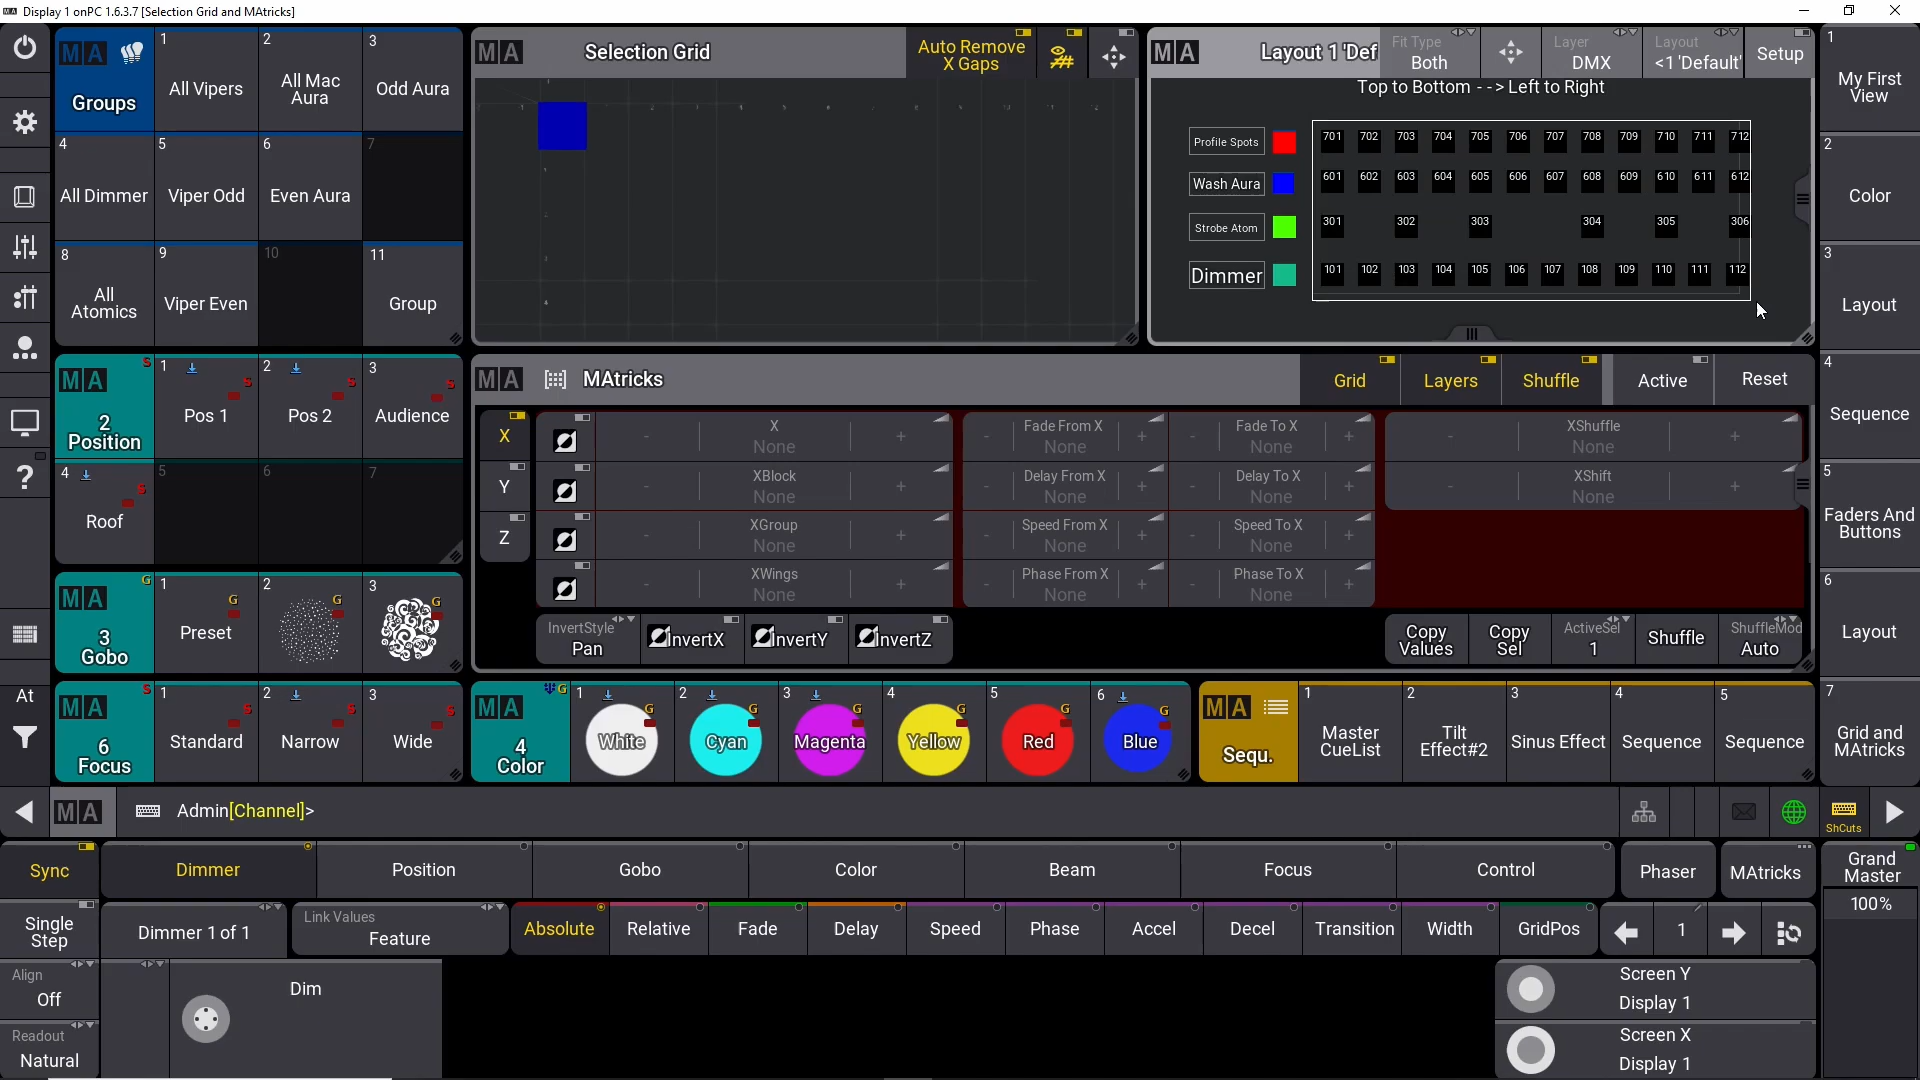 Display 1 onPC 1.6.3.7 [Selection Grid and MAtricks]
MA
Groups
1
All Vipers
2
All Mac
Aura
3
Odd Aura
4
All Dimmer
5
Viper Odd
6
Even Aura
7
8
All
Atomics
9
Viper Even
10
11
Group
MA
Selection Grid
Auto Remove
X Gaps
MA
Layout 1 'Def
Fit Type
Both
Layer
DMX
Layout
<1 'Default'
Setup
Top to Bottom --> Left to Right
Profile Spots
701 702 703 704 705 706 707 708 709 710 711 712
Wash Aura
601 602 603 604 605 606 607 608 609 610 611 612
Strobe Atom
301 302 303 304 305 306
Dimmer
101 102 103 104 105 106 107 108 109 110 111 112
1
My First
View
2
Color
3
Layout
4
Sequence
5
Faders And
Buttons
6
Layout
7
Grid and
MAtricks
MA
2
Position
S
1
Pos 1
S
2
Pos 2
S
3
Audience
S
4
Roof
S
5
6
7
MA
3
Gobo
G
1
Preset
G
2
G
3
G
MA
6
Focus
S
1
Standard
S
2
Narrow
S
3
Wide
S
MA
MAtricks
Grid
Layers
Shuffle
Active
Reset
X
Y
Z
- X None +
- XBlock None +
- XGroup None +
- XWings None +
- Fade From X None +
- Fade To X None +
- Delay From X None +
- Delay To X None +
- Speed From X None +
- Speed To X None +
- Phase From X None +
- Phase To X None +
- XShuffle None +
- XShift None +
InvertStyle
Pan
InvertX
InvertY
InvertZ
Copy
Values
Copy
Sel
ActiveSel
1
Shuffle
ShuffleMod
Auto
MA
4
Color
G
1
White
G
2
Cyan
G
3
Magenta
G
4
Yellow
G
5
Red
G
6
Blue
G
MA
Sequ.
1
Master
CueList
2
Tilt
Effect#2
3
Sinus Effect
4
Sequence
5
Sequence
?
At
MA
Admin[Channel]>
ShCuts
Sync
Dimmer
Position
Gobo
Color
Beam
Focus
Control
Phaser
MAtricks
Grand
Master
100%
Single
Step
Dimmer 1 of 1
Link Values
Feature
Absolute
Relative
Fade
Delay
Speed
Phase
Accel
Decel
Transition
Width
GridPos
1
Align
Off
Readout
Natural
Dim
Screen Y
Display 1
Screen X
Display 1